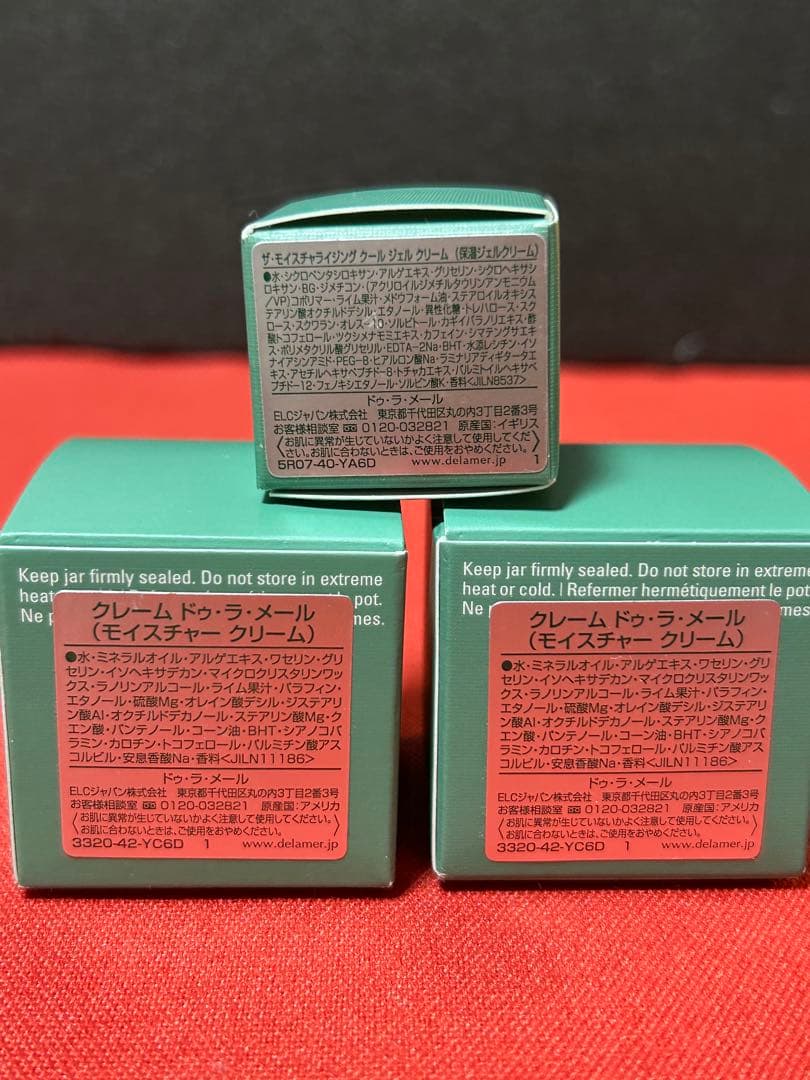 ザ・モイスチャライジング クール ジェル クリーム（保湿ジェルクリーム）
●水・シクロペンタシロキサン・アルゲエキス・グリセリン・シクロヘキサシ
ロキサン・BG・ジメチコン・（アクリロイルジメチルタウリンアンモニウム
/VP）コポリマー・ライム果汁・メドウフォーム油・ステアロイルオキシス
テアリン酸オクチルドデシル・エタノール・異性化糖・トレハロース・スク
ロース・スクワラン・オレス-10・ソルビトール・カギイバラノリエキス・酢
酸トコフェロール・ツクシメナモミエキス・カフェイン・シマテングサエキ
ス・ポリメタクリル酸グリセリル・EDTA-2Na・BHT・水添レシチン・
ナイアシンアミド・PEG-8・ヒアルロン酸Na・ラミナリアディギタータエ
キス・アセチルヘキサペプチド-8・トチャカエキス・パルミトイルヘキサペ
プチド-12・フェノキシエタノール・ソルビン酸K・香料<JILN8537>
ドゥ・ラ・メール
ELCジャパン株式会社 東京都千代田区丸の内3丁目2番3号
お客様相談室 0120-032821 原産国:イギリス
〈お肌に異常が生じていないかよく注意して使用してくだ
さい。お肌に合わないときは、ご使用をおやめください。〉
5R07-40-YA6D www.delamer.jp 1
Keep jar firmly sealed. Do not store in extreme
heat
pot.
Ne
mes.
クレーム ドゥ・ラ・メール
（モイスチャー クリーム）
●水・ミネラルオイル・アルゲエキス・ワセリン・グリ
セリン・イソヘキサデカン・マイクロクリスタリンワッ
クス・ラノリンアルコール・ライム果汁・パラフィン・
エタノール・硫酸Mg・オレイン酸デシル・ジステアリ
ン酸Al・オクチルドデカノール・ステアリン酸Mg・ク
エン酸・パンテノール・コーン油・BHT・シアノコバ
ラミン・カロチン・トコフェロール・パルミチン酸アス
コルビル・安息香酸Na・香料<JILN11186>
ドゥ・ラ・メール
ELCジャパン株式会社 東京都千代田区丸の内3丁目2番3号
お客様相談室 0120-032821 原産国:アメリカ
〈お肌に異常が生じていないかよく注意して使用してください。
お肌に合わないときは、ご使用をおやめください。〉
3320-42-YC6D 1 www.delamer.jp
Keep jar firmly sealed. Do not store in extreme
heat or cold. | Refermer hermétiquement le pot.
Ne p
mes.
クレーム ドゥ・ラ・メール
（モイスチャー クリーム）
●水・ミネラルオイル・アルゲエキス・ワセリン・グリ
セリン・イソヘキサデカン・マイクロクリスタリンワッ
クス・ラノリンアルコール・ライム果汁・パラフィン・
エタノール・硫酸Mg・オレイン酸デシル・ジステアリ
ン酸Al・オクチルドデカノール・ステアリン酸Mg・ク
エン酸・パンテノール・コーン油・BHT・シアノコバ
ラミン・カロチン・トコフェロール・パルミチン酸アス
コルビル・安息香酸Na・香料<JILN11186>
ドゥ・ラ・メール
ELCジャパン株式会社 東京都千代田区丸の内3丁目2番3号
お客様相談室 0120-032821 原産国:アメリカ
〈お肌に異常が生じていないかよく注意して使用してください。
お肌に合わないときは、ご使用をおやめください。〉
3320-42-YC6D 1 www.delamer.jp